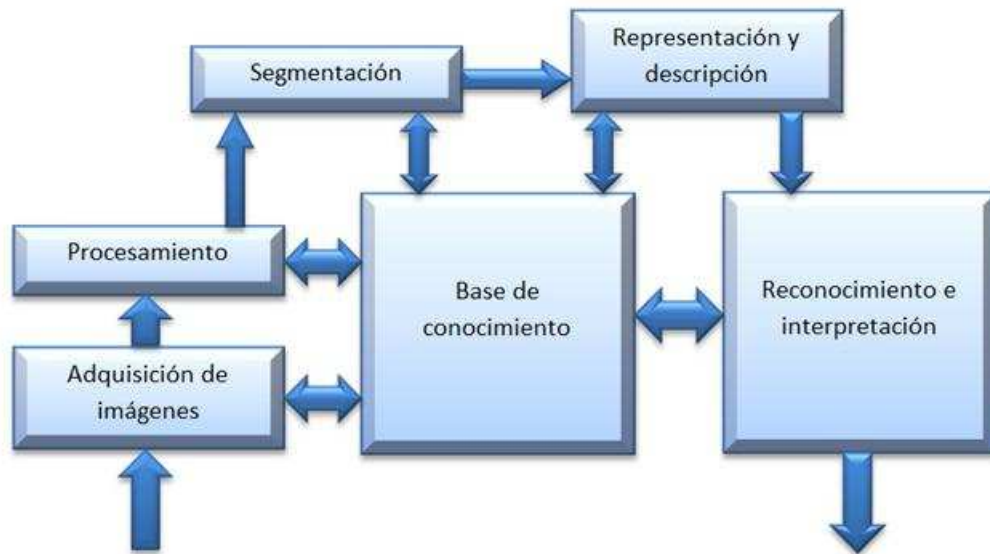 Segmentación
Representación y
descripción
Procesamiento
Base de
conocimiento
Reconocimiento e
interpretación
Adquisición de
imágenes